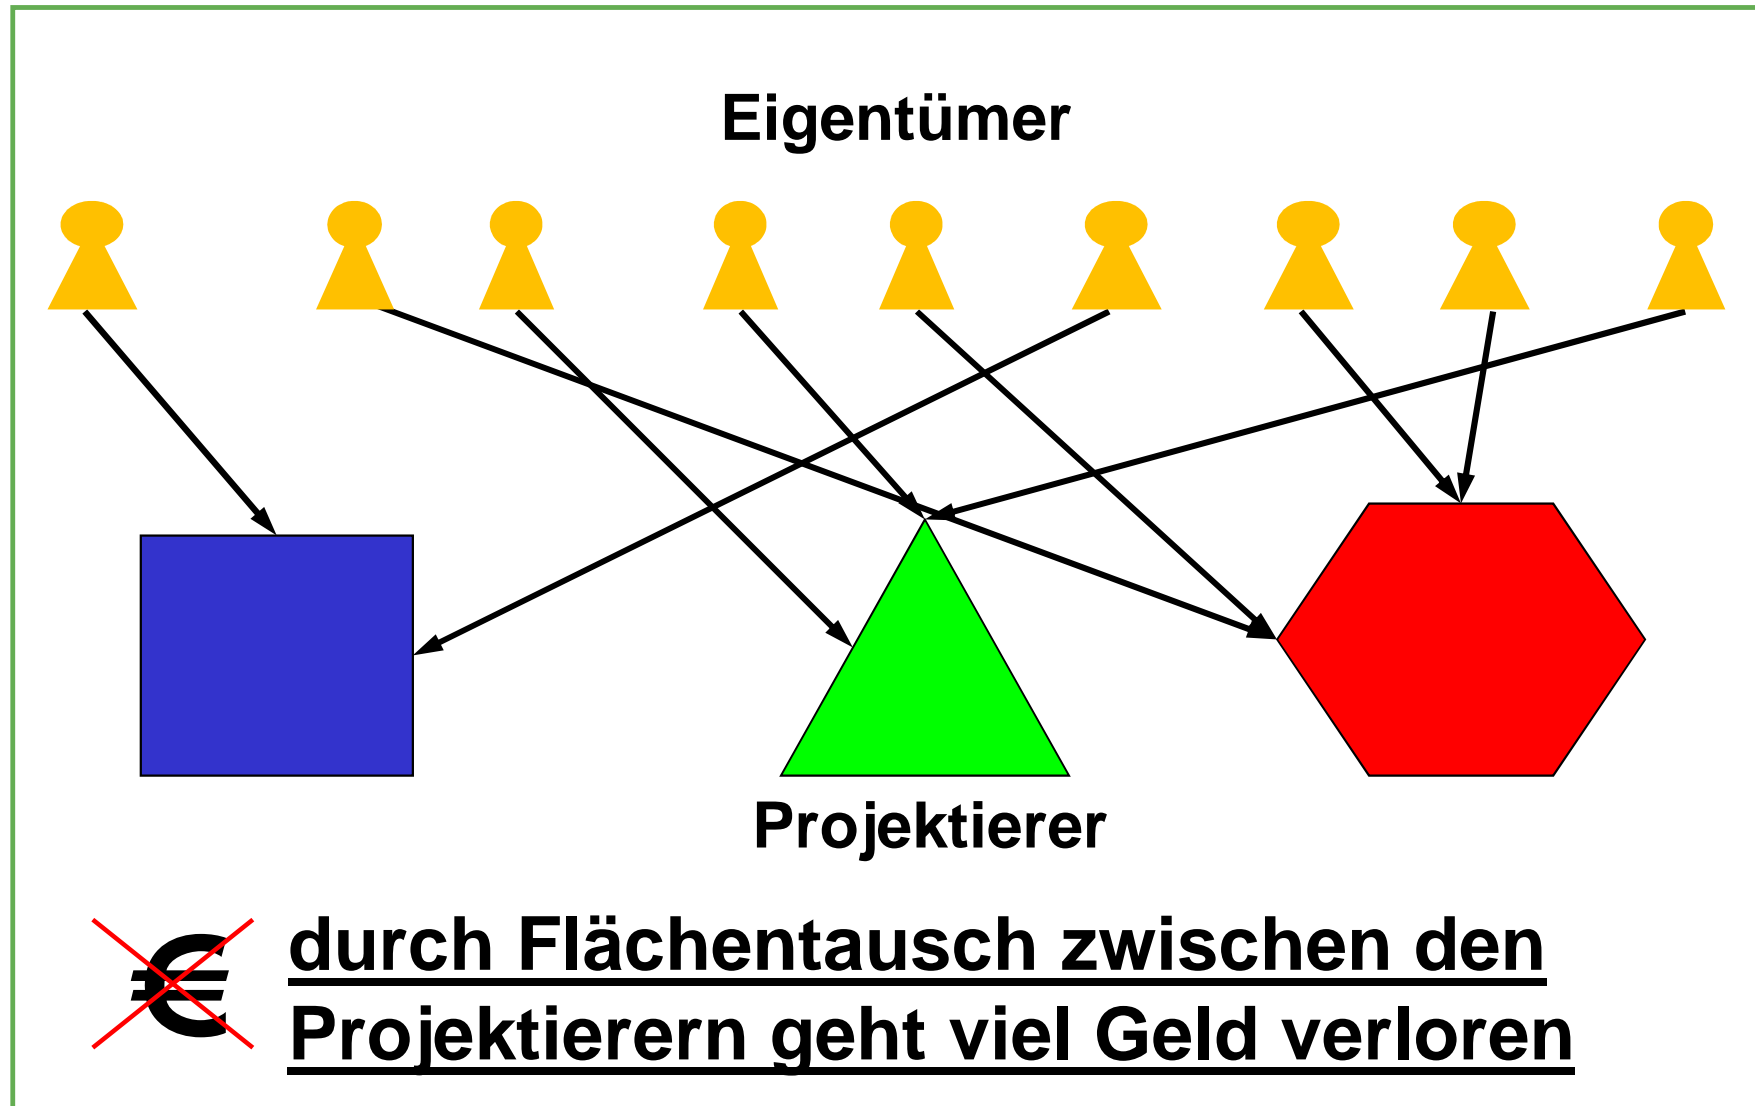 Eigentümer
Projektierer
€ durch Flächentausch zwischen den
Projektierern geht viel Geld verloren